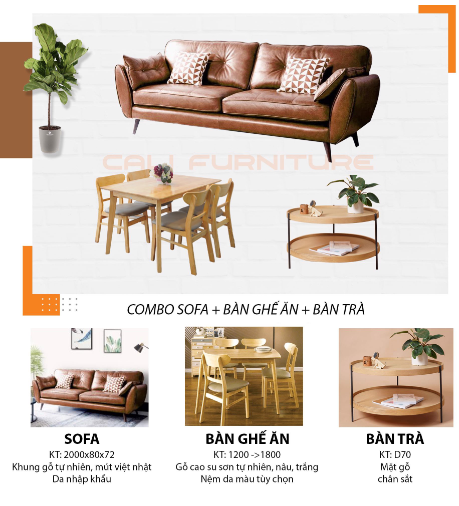 CALI FURNITURE
COMBO SOFA + BÀN GHẾ ĂN + BÀN TRÀ
SOFA
KT: 2000x80x72
Khung gỗ tự nhiên, mút việt nhật
Da nhập khẩu
BÀN GHẾ ĂN
KT: 1200 ->1800
Gỗ cao su sơn tự nhiên, nâu, trắng
Nệm da màu tùy chọn
BÀN TRÀ
KT: D70
Mặt gỗ
chân sắt